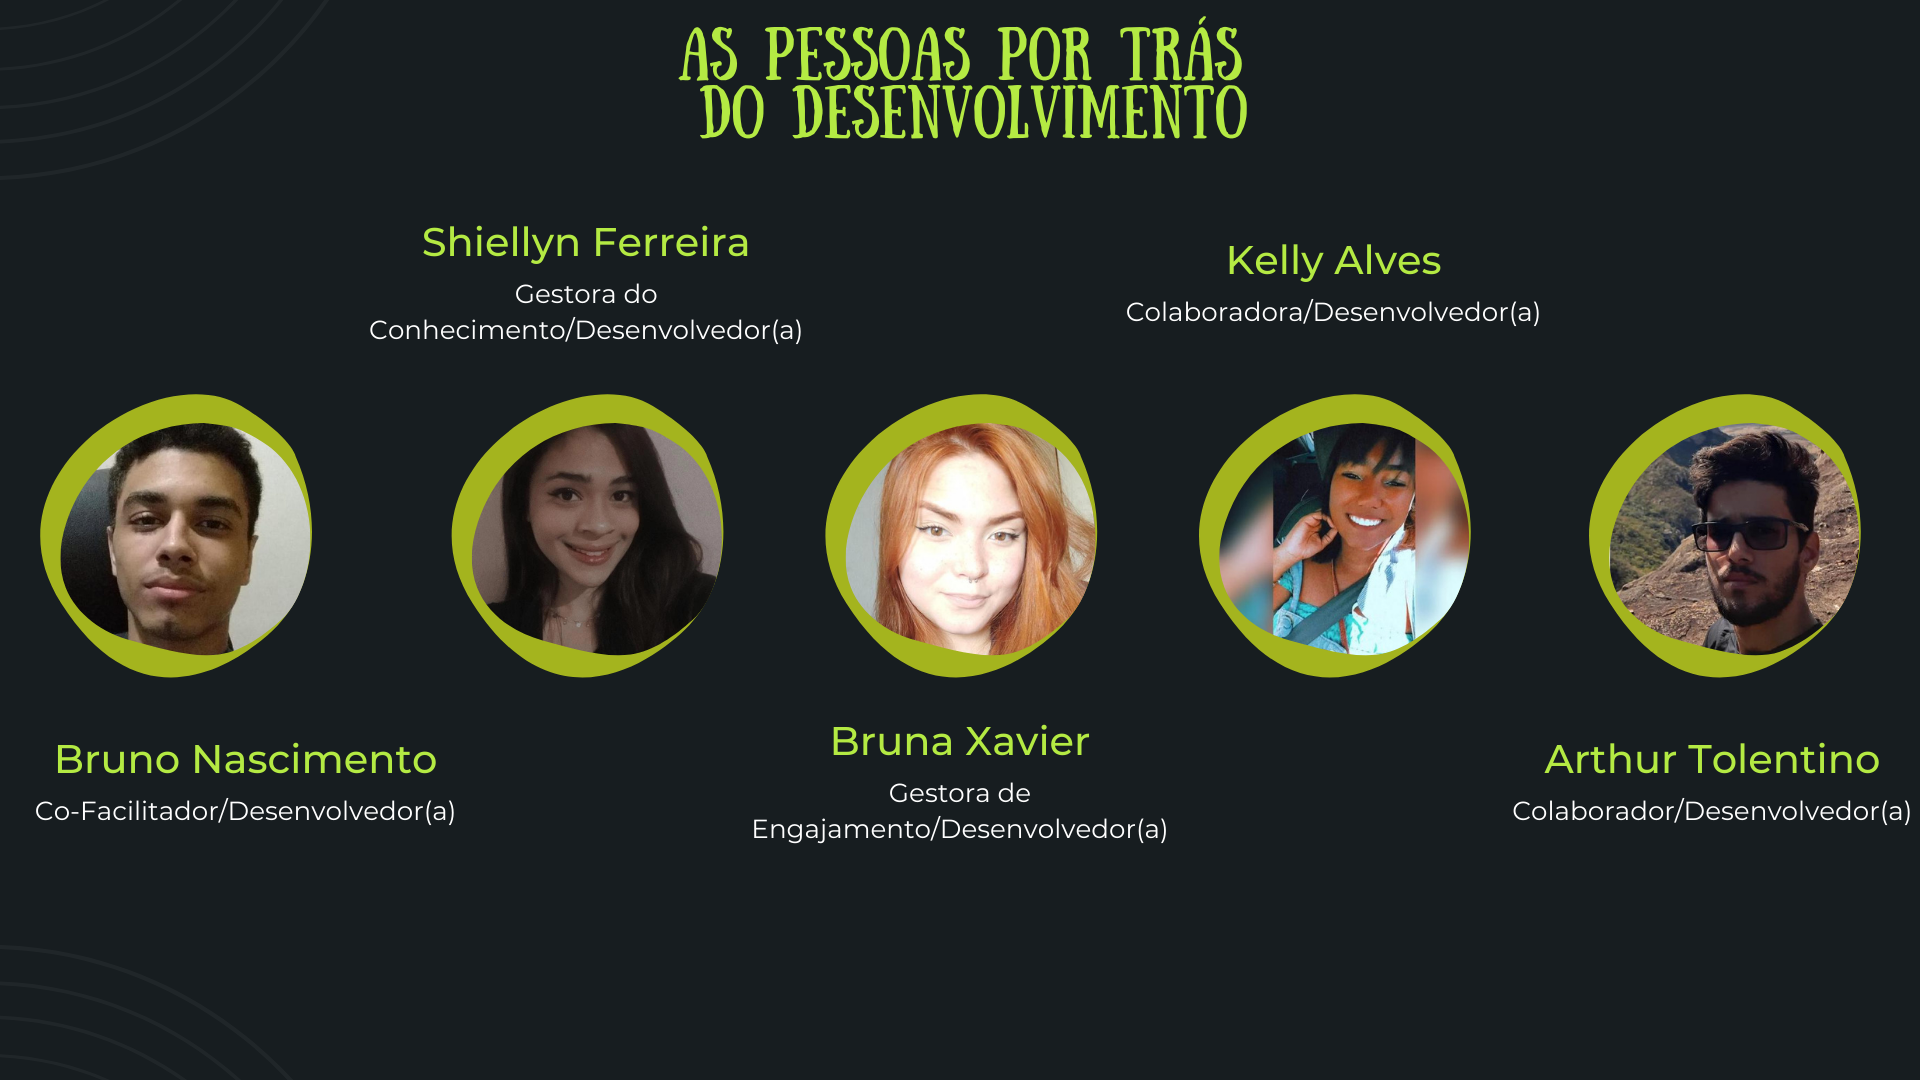 AS PESSOAS POR TRÁS
DO DESENVOLVIMENTO
Shiellyn Ferreira
Gestora do
Conhecimento/Desenvolvedor(a)
Kelly Alves
Colaboradora/Desenvolvedor(a)
Bruno Nascimento
Co-Facilitador/Desenvolvedor(a)
Bruna Xavier
Gestora de
Engajamento/Desenvolvedor(a)
Arthur Tolentino
Colaborador/Desenvolvedor(a)